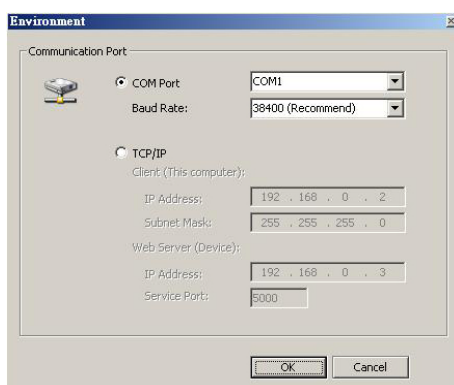 Environment
Communication Port
COM Port COM1
Baud Rate: 38400 (Recommend)
TCP/IP
Client (This computer):
IP Address: 192 . 168 . 0 . 2
Subnet Mask: 255 . 255 . 255 . 0
Web Server (Device):
IP Address: 192 . 168 . 0 . 3
Service Port: 5000
OK Cancel